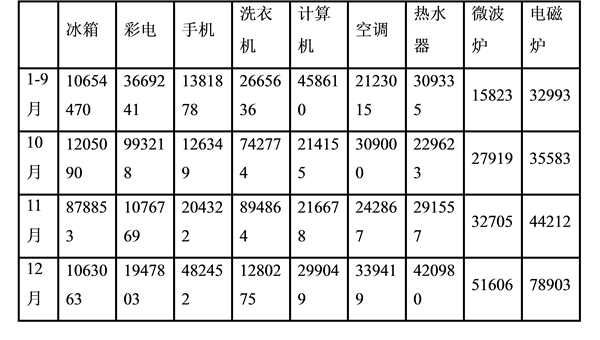 冰箱 彩电 手机 洗衣机 计算机 空调 热水器 微波炉 电磁炉
1-9月 10654470 3669241 1381878 2665636 458610 2123015 309335 15823 32993
10月 1205090 993218 126349 742774 214155 309000 229623 27919 35583
11月 878853 1076769 204322 894864 216678 242867 291557 32705 44212
12月 1063063 1947803 482452 1280275 290499 339419 420980 51606 78903